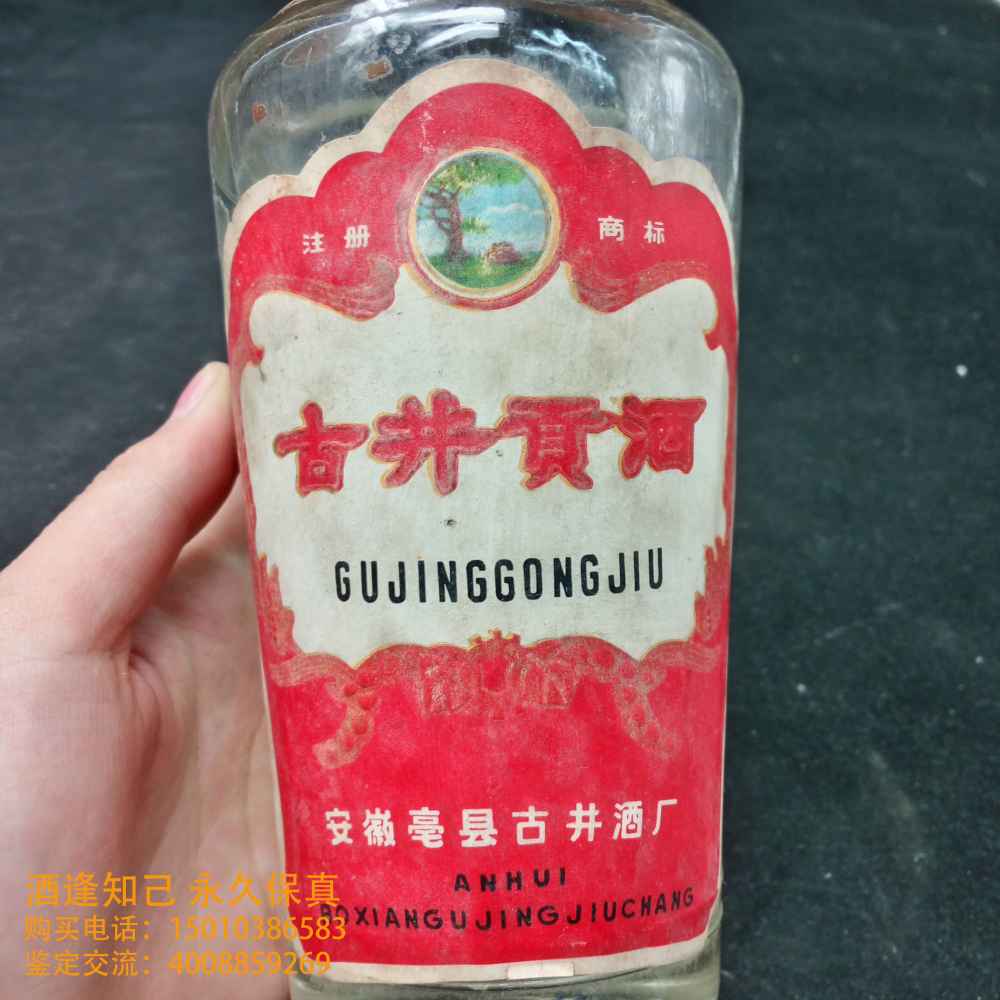 注册 商标
古井贡酒
GUJINGGONGJIU
安徽亳县古井酒厂
ANHUI
BOXIANGUJINGJIUCHANG
酒逢知己 永久保真
购买电话：15010386583
鉴定交流：4008859269